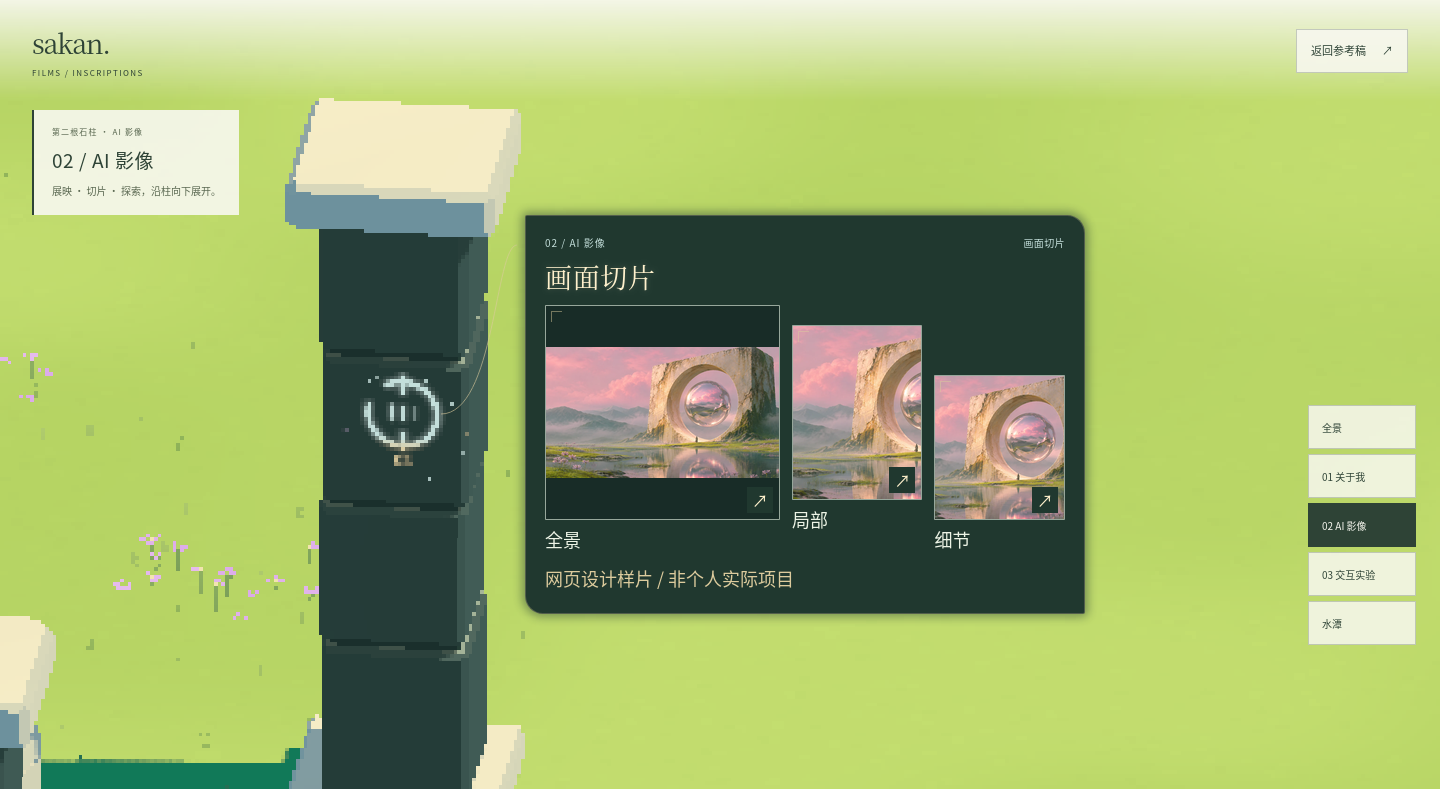 sakan.
FILMS / INSCRIPTIONS
返回参考稿 ↗
第二根石柱 · AI 影像
02 / AI 影像
展映 · 切片 · 探索，沿柱向下展开。
02 / AI 影像
画面切片
画面切片
全景
局部
细节
网页设计样片 / 非个人实际项目
全景
01 关于我
02 AI 影像
03 交互实验
水潭